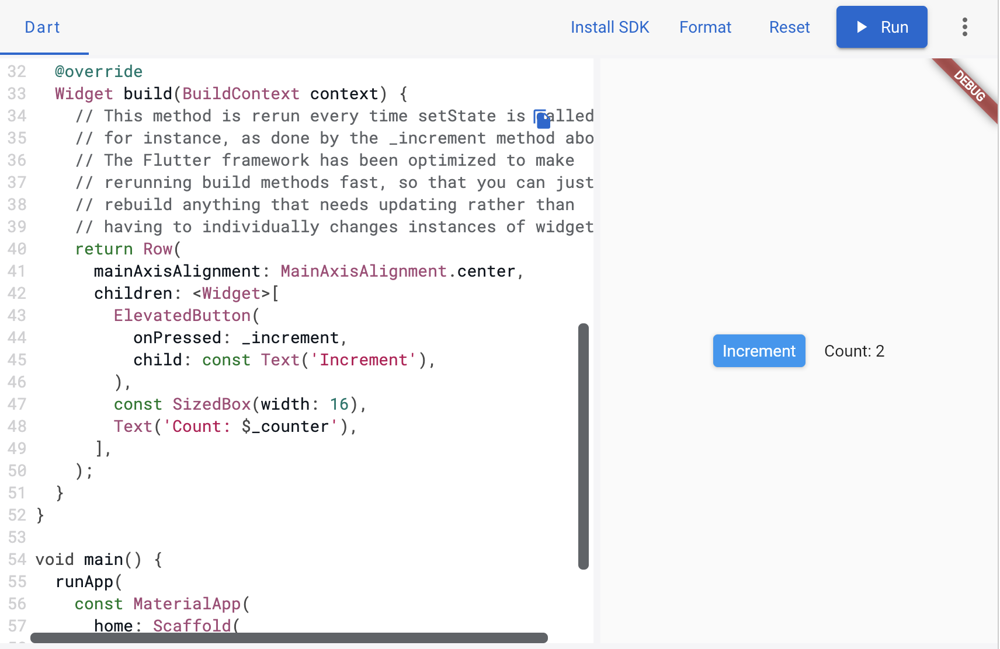 Dart
Install SDK
Format
Reset
Run
32 @override
33 Widget build(BuildContext context) {
34 // This method is rerun every time setState is called
35 // for instance, as done by the _increment method abo
36 // The Flutter framework has been optimized to make
37 // rerunning build methods fast, so that you can just
38 // rebuild anything that needs updating rather than
39 // having to individually changes instances of widget
40 return Row(
41 mainAxisAlignment: MainAxisAlignment.center,
42 children: <Widget>[
43 ElevatedButton(
44 onPressed: _increment,
45 child: const Text('Increment'),
46 ),
47 const SizedBox(width: 16),
48 Text('Count: $_counter'),
49 ],
50 );
51 }
52 }
53
54 void main() {
55 runApp(
56 const MaterialApp(
57 home: Scaffold(
DEBUG
Increment
Count: 2